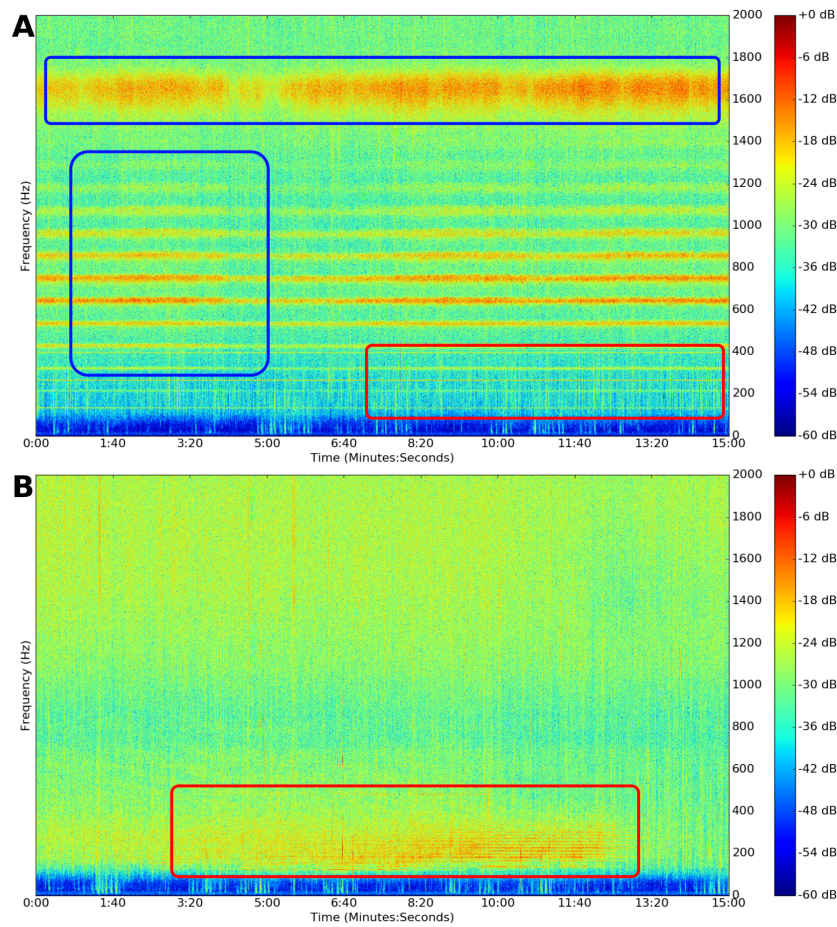 A
2000
+0 dB
1800
-6 dB
1600
-12 dB
1400
-18 dB
1200
-24 dB
Frequency (Hz)
1000
-30 dB
800
-36 dB
600
-42 dB
400
-48 dB
200
-54 dB
0
-60 dB
0:00 1:40 3:20 5:00 6:40 8:20 10:00 11:40 13:20 15:00
Time (Minutes:Seconds)
B
2000
+0 dB
1800
-6 dB
1600
-12 dB
1400
-18 dB
1200
-24 dB
Frequency (Hz)
1000
-30 dB
800
-36 dB
600
-42 dB
400
-48 dB
200
-54 dB
0
-60 dB
0:00 1:40 3:20 5:00 6:40 8:20 10:00 11:40 13:20 15:00
Time (Minutes:Seconds)